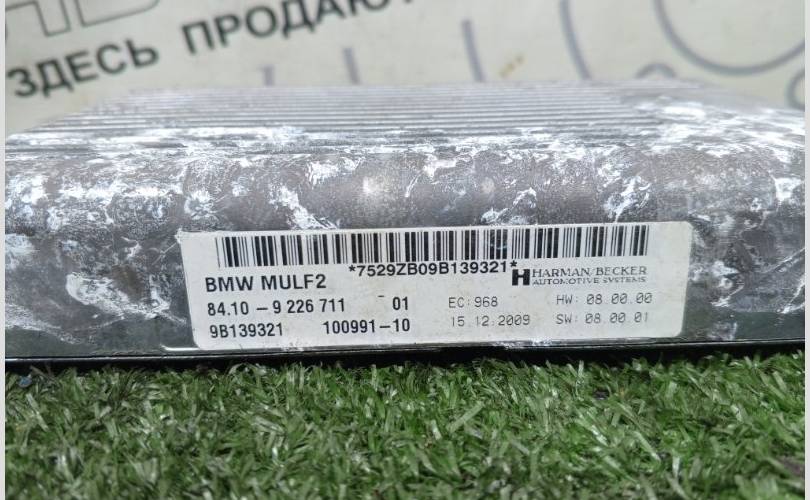 ЗДЕСЬ ПРОДАЮ
*7529ZB09B139321*
BMW MULF2
HARMAN/BECKER
AUTOMOTIVE SYSTEMS
84.10 - 9 226 711 - 01 EC: 968 HW: 08.00.00
9B139321 100991-10 15.12.2009 SW: 08.00.01